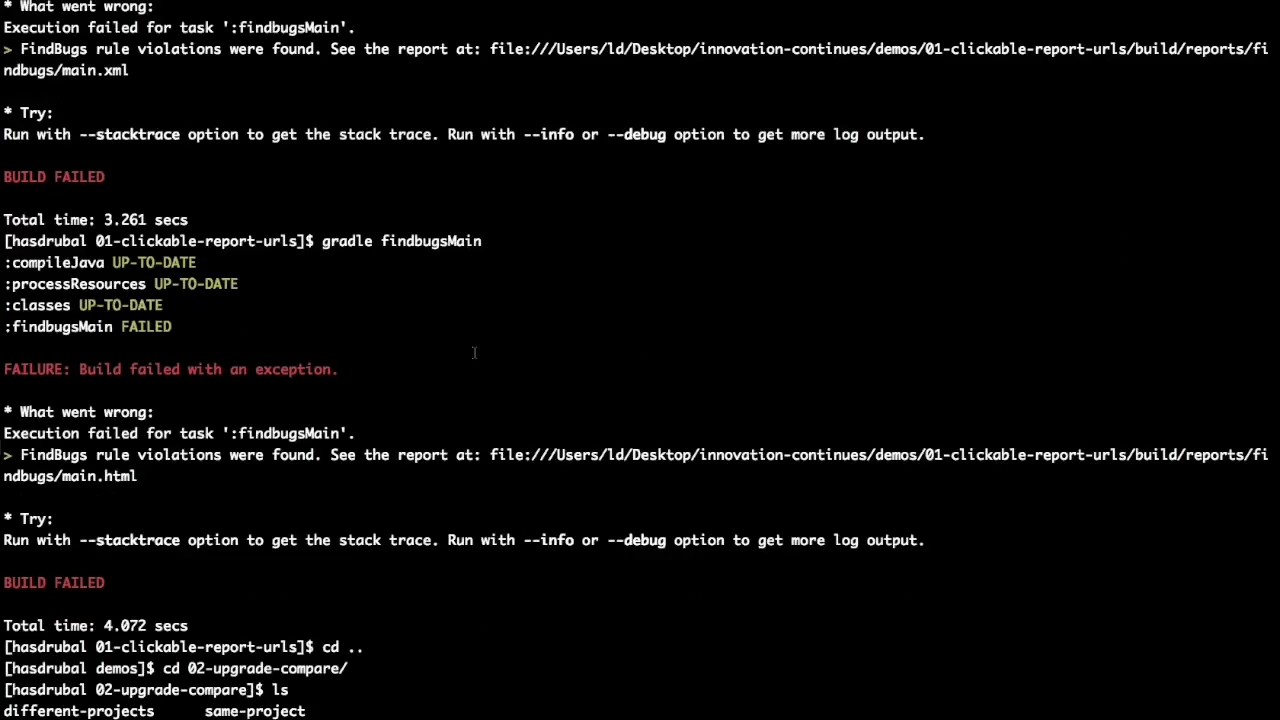 * What went wrong:
Execution failed for task ':findbugsMain'.
> FindBugs rule violations were found. See the report at: file:///Users/ld/Desktop/innovation-continues/demos/01-clickable-report-urls/build/reports/fi
ndbugs/main.xml
* Try:
Run with --stacktrace option to get the stack trace. Run with --info or --debug option to get more log output.
BUILD FAILED
Total time: 3.261 secs
[hasdrubal 01-clickable-report-urls]$ gradle findbugsMain
:compileJava UP-TO-DATE
:processResources UP-TO-DATE
:classes UP-TO-DATE
:findbugsMain FAILED
FAILURE: Build failed with an exception.
* What went wrong:
Execution failed for task ':findbugsMain'.
> FindBugs rule violations were found. See the report at: file:///Users/ld/Desktop/innovation-continues/demos/01-clickable-report-urls/build/reports/fi
ndbugs/main.html
* Try:
Run with --stacktrace option to get the stack trace. Run with --info or --debug option to get more log output.
BUILD FAILED
Total time: 4.072 secs
[hasdrubal 01-clickable-report-urls]$ cd ..
[hasdrubal demos]$ cd 02-upgrade-compare/
[hasdrubal 02-upgrade-compare]$ ls
different-projects same-project